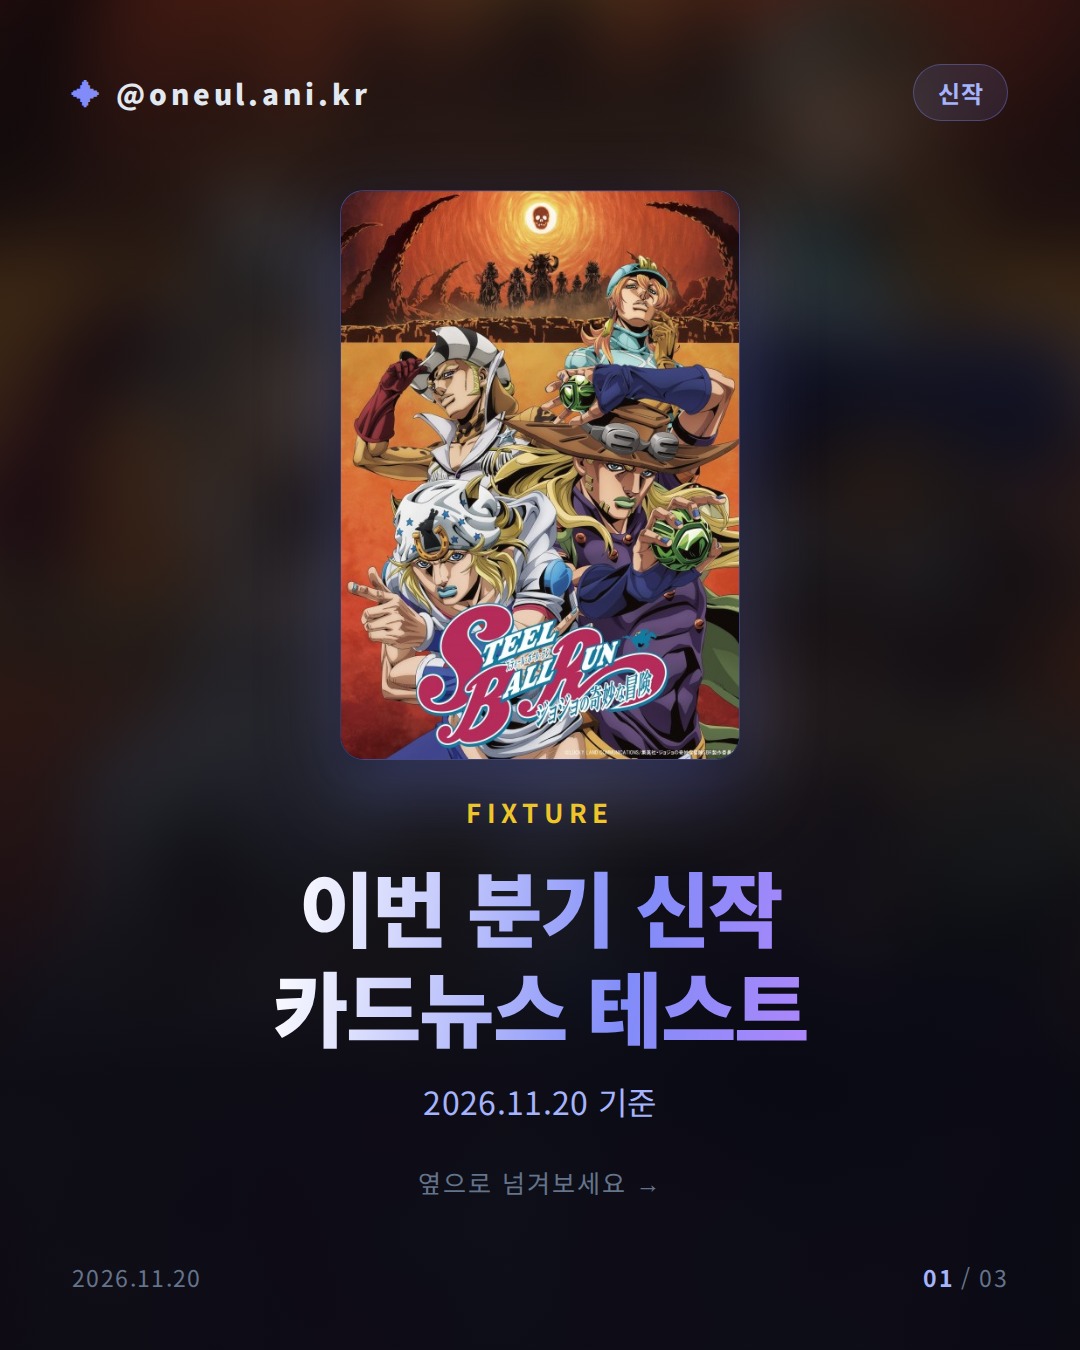 @oneul.ani.kr
신작
STEEL
BALL RUN
ジョジョの奇妙な冒険
FIXTURE
이번 분기 신작
카드뉴스 테스트
2026.11.20 기준
옆으로 넘겨보세요 →
2026.11.20
01 / 03